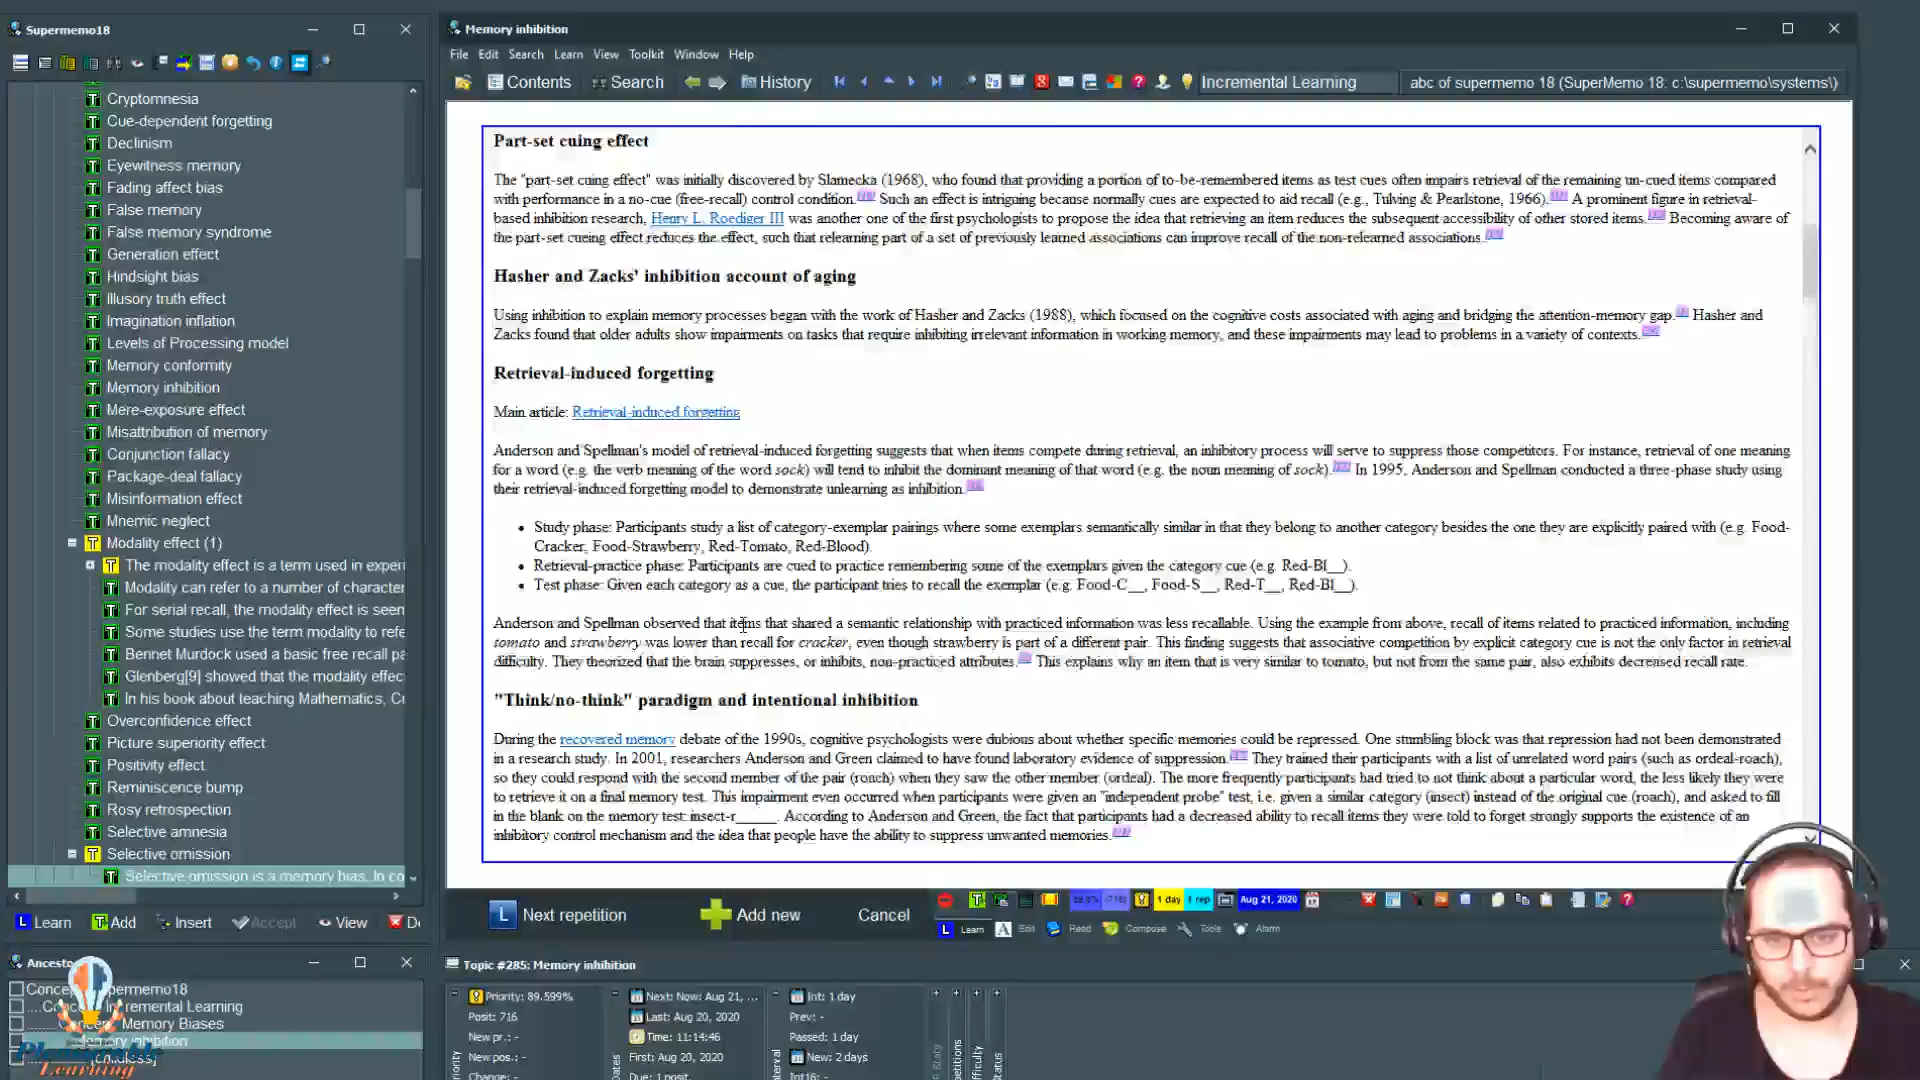 Supermemo18
Cryptomnesia
Cue-dependent forgetting
Declinism
Eyewitness memory
Fading affect bias
False memory
False memory syndrome
Generation effect
Hindsight bias
Illusory truth effect
Imagination inflation
Levels of Processing model
Memory conformity
Memory inhibition
Mere-exposure effect
Misattribution of memory
Conjunction fallacy
Package-deal fallacy
Misinformation effect
Mnemic neglect
Modality effect (1)
The modality effect is a term used in experi
Modality can refer to a number of character
For serial recall, the modality effect is seen
Some studies use the term modality to refe
Bennet Murdock used a basic free recall pa
Glenberg[9] showed that the modality effec
In his book about teaching Mathematics, C
Overconfidence effect
Picture superiority effect
Positivity effect
Reminiscence bump
Rosy retrospection
Selective amnesia
Selective omission
Selective omission is a memory bias. In co
Learn Add Insert Accept View D
Memory inhibition
File Edit Search Learn View Toolkit Window Help
Contents Search History Incremental Learning abc of supermemo 18 (SuperMemo 18: c:\supermemo\systems\)
Part-set cuing effect
The "part-set cuing effect" was initially discovered by Slamecka (1968), who found that providing a portion of to-be-remembered items as test cues often impairs retrieval of the remaining un-cued items compared
with performance in a no-cue (free-recall) control condition. Such an effect is intriguing because normally cues are expected to aid recall (e.g., Tulving & Pearlstone, 1966). A prominent figure in retrieval-
based inhibition research, Henry L. Roediger III was another one of the first psychologists to propose the idea that retrieving an item reduces the subsequent accessibility of other stored items. Becoming aware of
the part-set cueing effect reduces the effect, such that relearning part of a set of previously learned associations can improve recall of the non-relearned associations.
Hasher and Zacks' inhibition account of aging
Using inhibition to explain memory processes began with the work of Hasher and Zacks (1988), which focused on the cognitive costs associated with aging and bridging the attention-memory gap. Hasher and
Zacks found that older adults show impairments on tasks that require inhibiting irrelevant information in working memory, and these impairments may lead to problems in a variety of contexts.
Retrieval-induced forgetting
Main article: Retrieval-induced forgetting
Anderson and Spellman's model of retrieval-induced forgetting suggests that when items compete during retrieval, an inhibitory process will serve to suppress those competitors. For instance, retrieval of one meaning
for a word (e.g. the verb meaning of the word sock) will tend to inhibit the dominant meaning of that word (e.g. the noun meaning of sock). In 1995, Anderson and Spellman conducted a three-phase study using
their retrieval-induced forgetting model to demonstrate unlearning as inhibition.
• Study phase: Participants study a list of category-exemplar pairings where some exemplars semantically similar in that they belong to another category besides the one they are explicitly paired with (e.g. Food-
Cracker, Food-Strawberry, Red-Tomato, Red-Blood).
• Retrieval-practice phase: Participants are cued to practice remembering some of the exemplars given the category cue (e.g. Red-Bl__).
• Test phase: Given each category as a cue, the participant tries to recall the exemplar (e.g. Food-C__, Food-S__, Red-T__, Red-Bl__).
Anderson and Spellman observed that items that shared a semantic relationship with practiced information was less recallable. Using the example from above, recall of items related to practiced information, including
tomato and strawberry was lower than recall for cracker, even though strawberry is part of a different pair. This finding suggests that associative competition by explicit category cue is not the only factor in retrieval
difficulty. They theorized that the brain suppresses, or inhibits, non-practiced attributes. This explains why an item that is very similar to tomato, but not from the same pair, also exhibits decreased recall rate.
"Think/no-think" paradigm and intentional inhibition
During the recovered memory debate of the 1990s, cognitive psychologists were dubious about whether specific memories could be repressed. One stumbling block was that repression had not been demonstrated
in a research study. In 2001, researchers Anderson and Green claimed to have found laboratory evidence of suppression. They trained their participants with a list of unrelated word pairs (such as ordeal-roach),
so they could respond with the second member of the pair (roach) when they saw the other member (ordeal). The more frequently participants had tried to not think about a particular word, the less likely they were
to retrieve it on a final memory test. This impairment even occurred when participants were given an "independent probe" test, i.e. given a similar category (insect) instead of the original cue (roach), and asked to fill
in the blank on the memory test: insect-r______. According to Anderson and Green, the fact that participants had a decreased ability to recall items they were told to forget strongly supports the existence of an
inhibitory control mechanism and the idea that people have the ability to suppress unwanted memories.
Next repetition Add new Cancel
1 day 1 rep Aug 21, 2020
Learn Edit Read Compose Tools Alarm
Learning
Topic #285: Memory inhibition
Priority: 89.599% Next: Now: Aug 21, ... Int: 1 day
Posit: 716 Last: Aug 20, 2020 Prev: -
New pr.: - Time: 11:14:46 Passed: 1 day
New pos.: - First: Aug 20, 2020 New: 2 days
Change: - Due: 1 posit. Int16: -